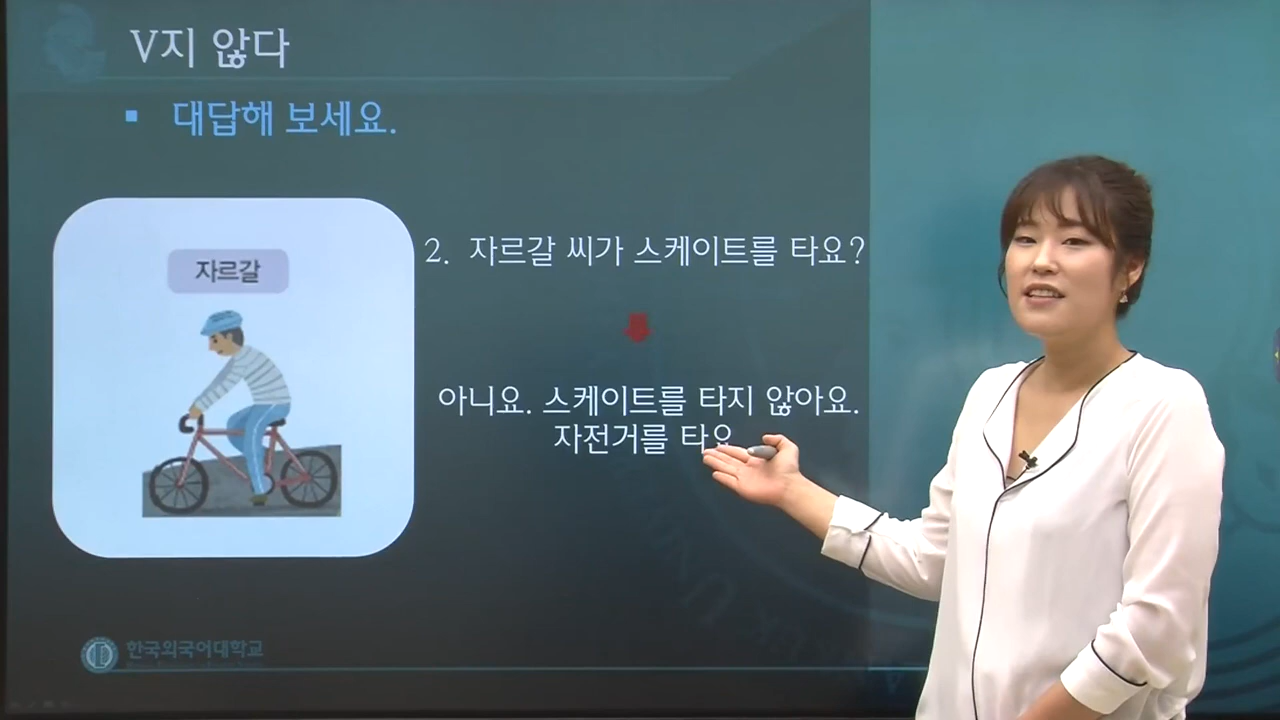 V지 않다
▪ 대답해 보세요.
자르갈
2. 자르갈 씨가 스케이트를 타요?
아니요. 스케이트를 타지 않아요.
자전거를 타요
한국외국어대학교